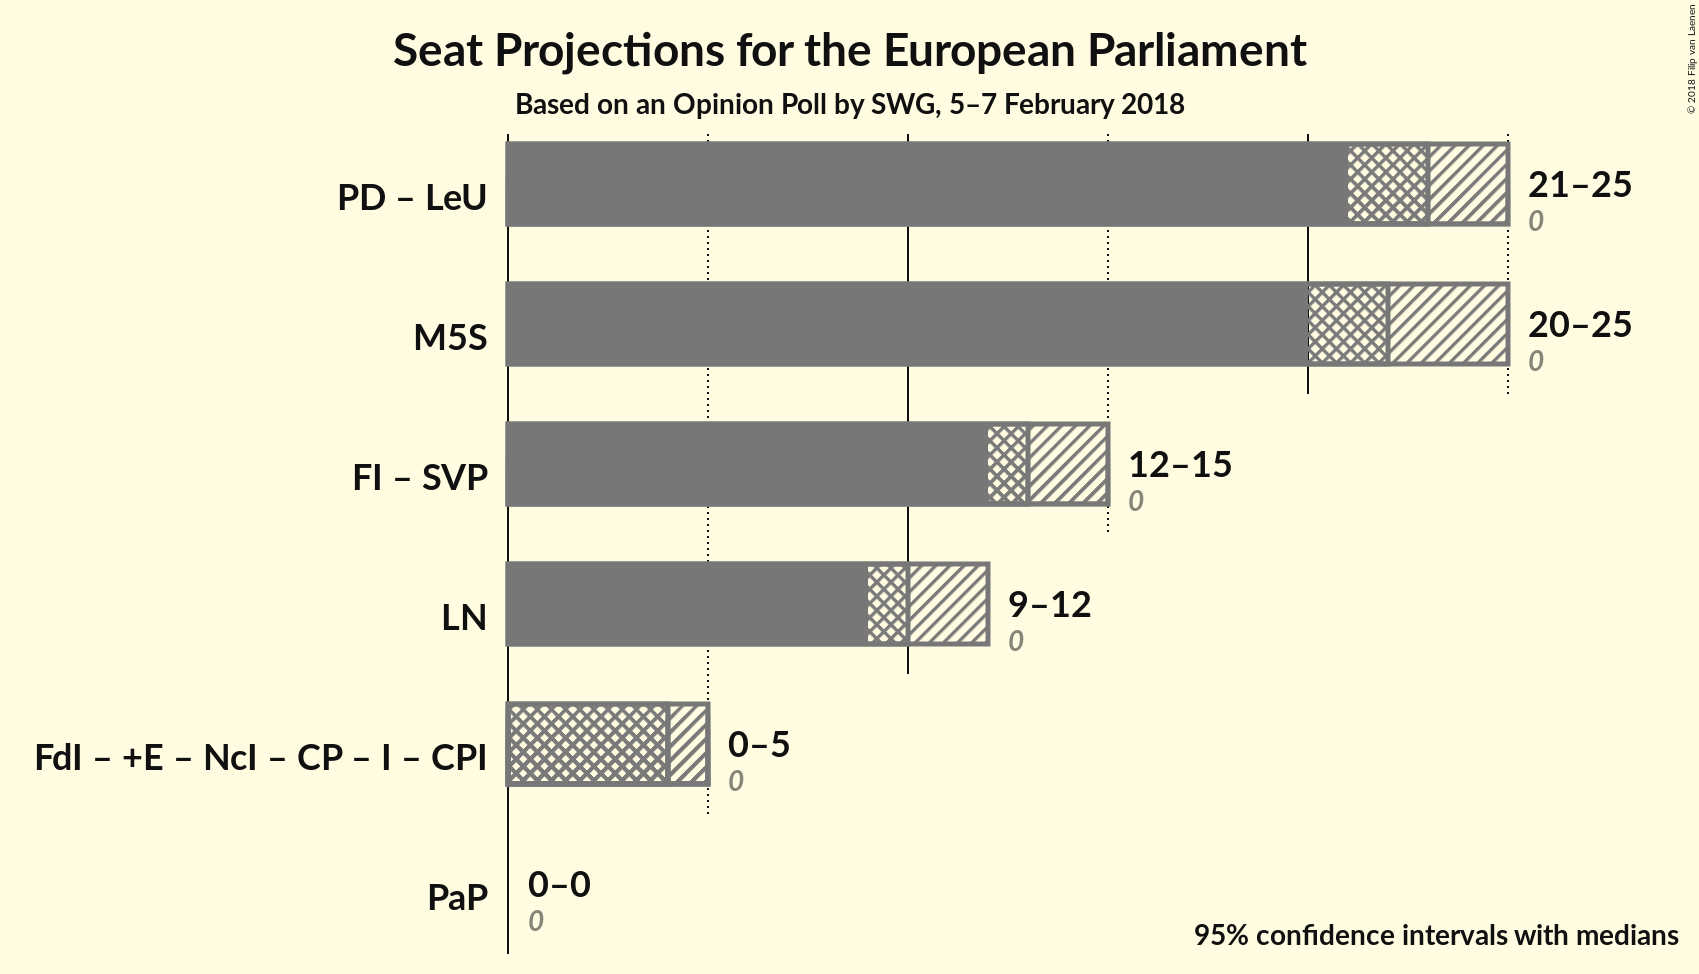 Seat Projections for the European Parliament
Based on an Opinion Poll by SWG, 5–7 February 2018
© 2018 Filip van Laenen
PD – LeU
21–25
0
M5S
20–25
0
FI – SVP
12–15
0
LN
9–12
0
FdI – +E – NcI – CP – I – CPI
0–5
0
PaP
0–0
0
95% confidence intervals with medians